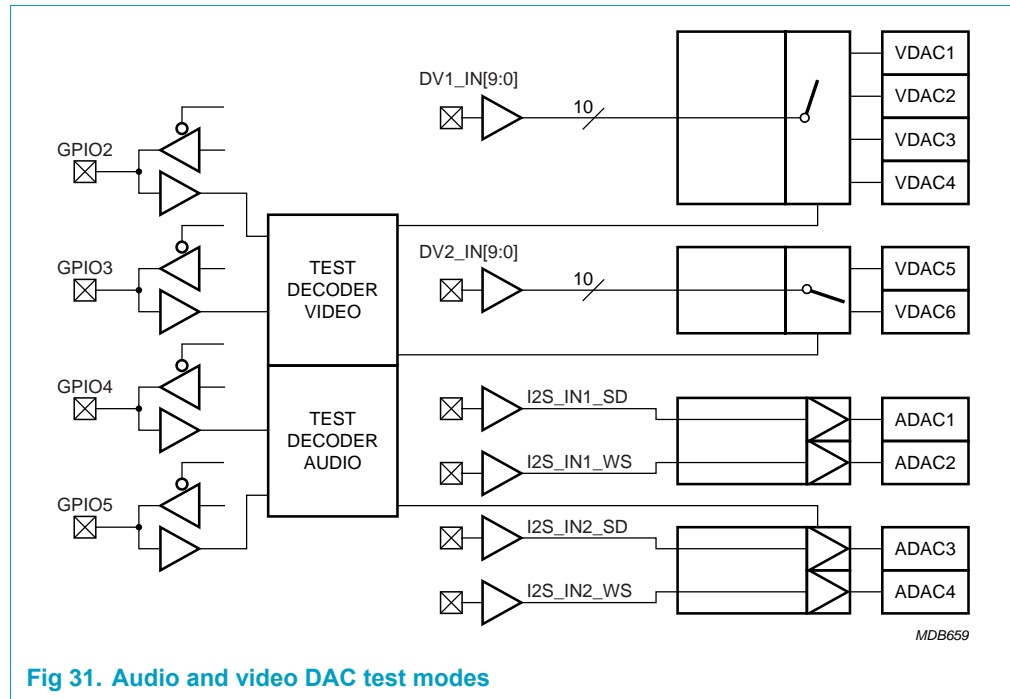 DV1_IN[9:0]
10
VDAC1
VDAC2
VDAC3
VDAC4
GPIO2
GPIO3
GPIO4
GPIO5
TEST
DECODER
VIDEO
TEST
DECODER
AUDIO
DV2_IN[9:0]
10
VDAC5
VDAC6
I2S_IN1_SD
I2S_IN1_WS
ADAC1
ADAC2
I2S_IN2_SD
I2S_IN2_WS
ADAC3
ADAC4
MDB659
Fig 31. Audio and video DAC test modes